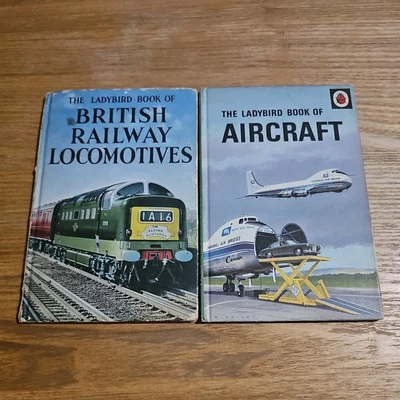 THE LADYBIRD BOOK OF
BRITISH
RAILWAY
LOCOMOTIVES
1A16
THE LADYBIRD BOOK OF
AIRCRAFT